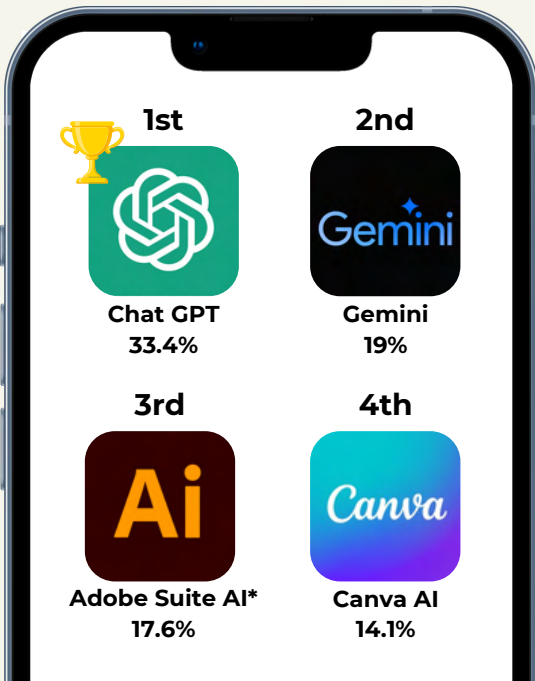 1st
2nd
Gemini
Chat GPT
33.4%
Gemini
19%
3rd
4th
Ai
Canva
Adobe Suite AI*
17.6%
Canva AI
14.1%